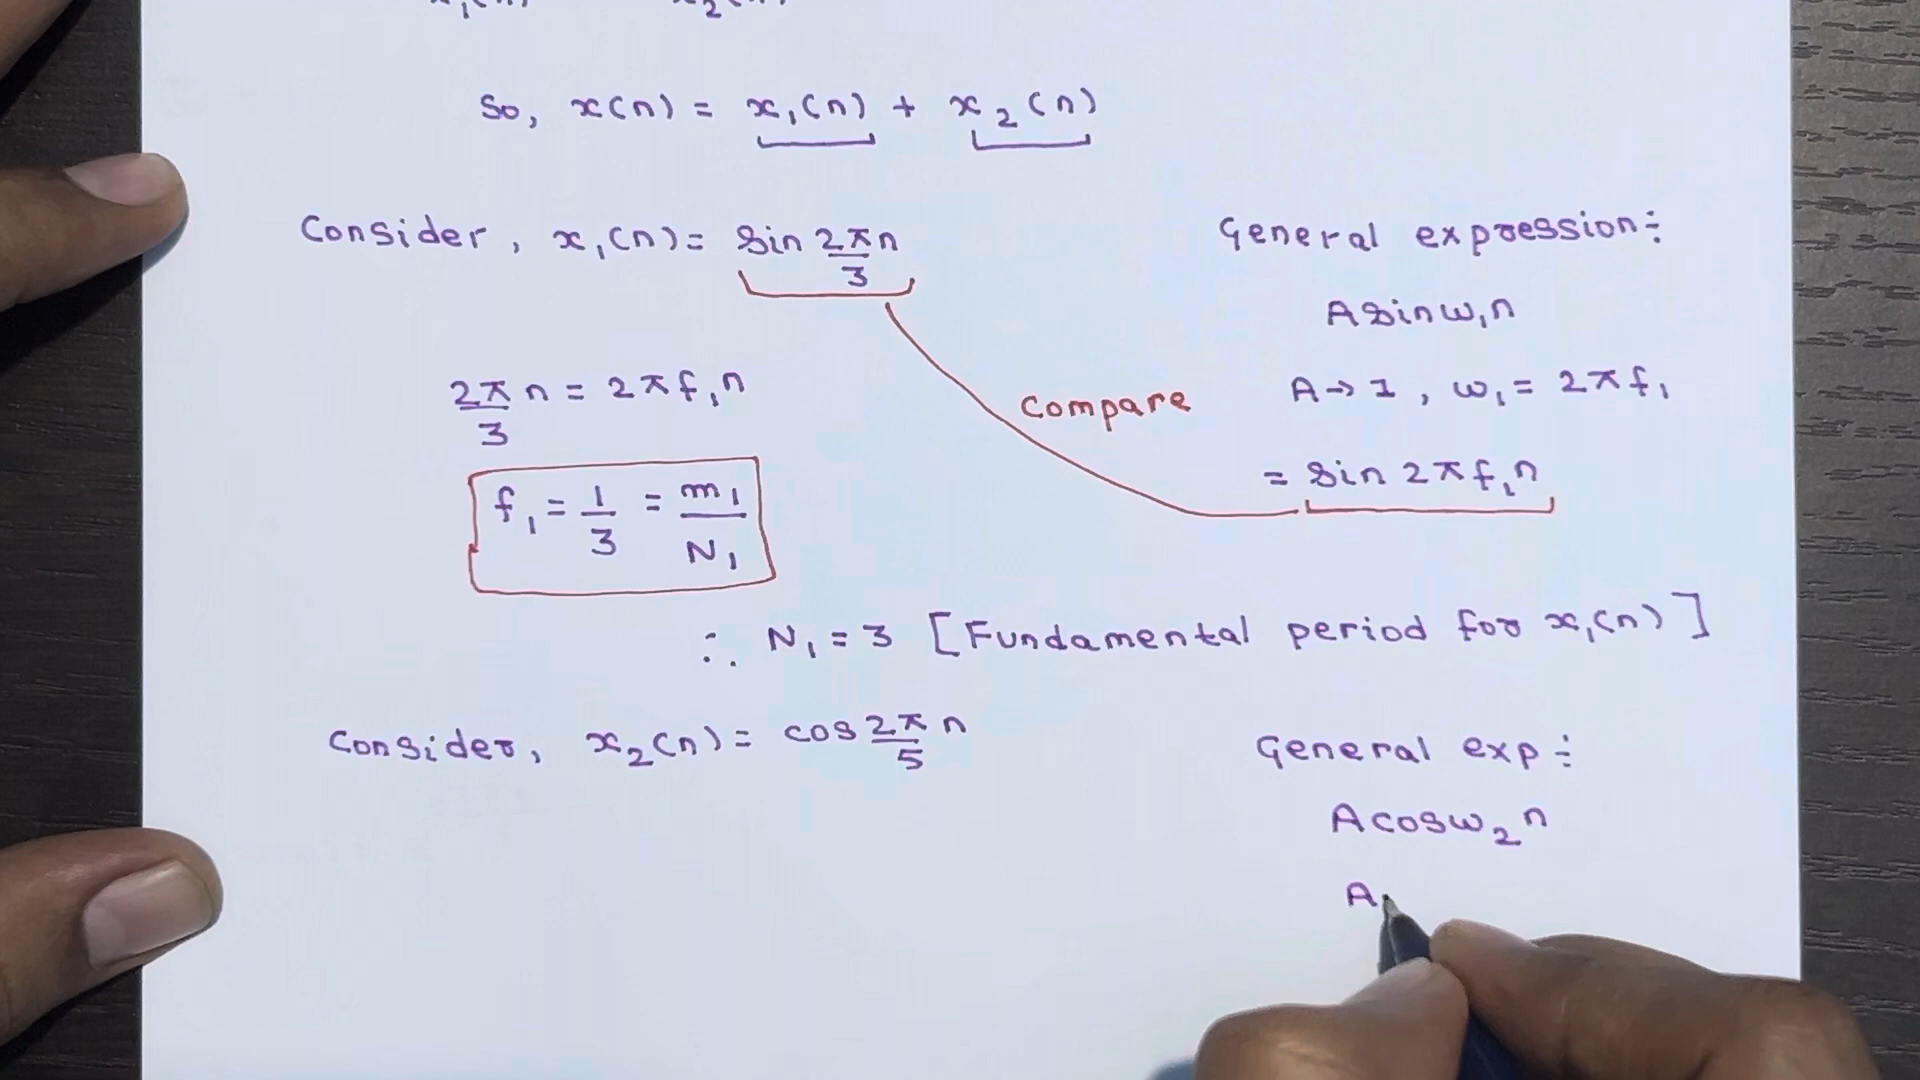 x₁(n) x₂(n)
So, x(n) = x₁(n) + x₂(n)
Consider, x₁(n) = sin 2π/3 n
General expression:
A sin ω₁n
2π/3 n = 2πf₁n
Compare
A → 1, ω₁ = 2πf₁
= sin 2πf₁n
f₁ = 1/3 = m₁/N₁
∴ N₁ = 3 [Fundamental period for x₁(n)]
Consider, x₂(n) = cos 2π/5 n
General exp:
A cos ω₂n
A